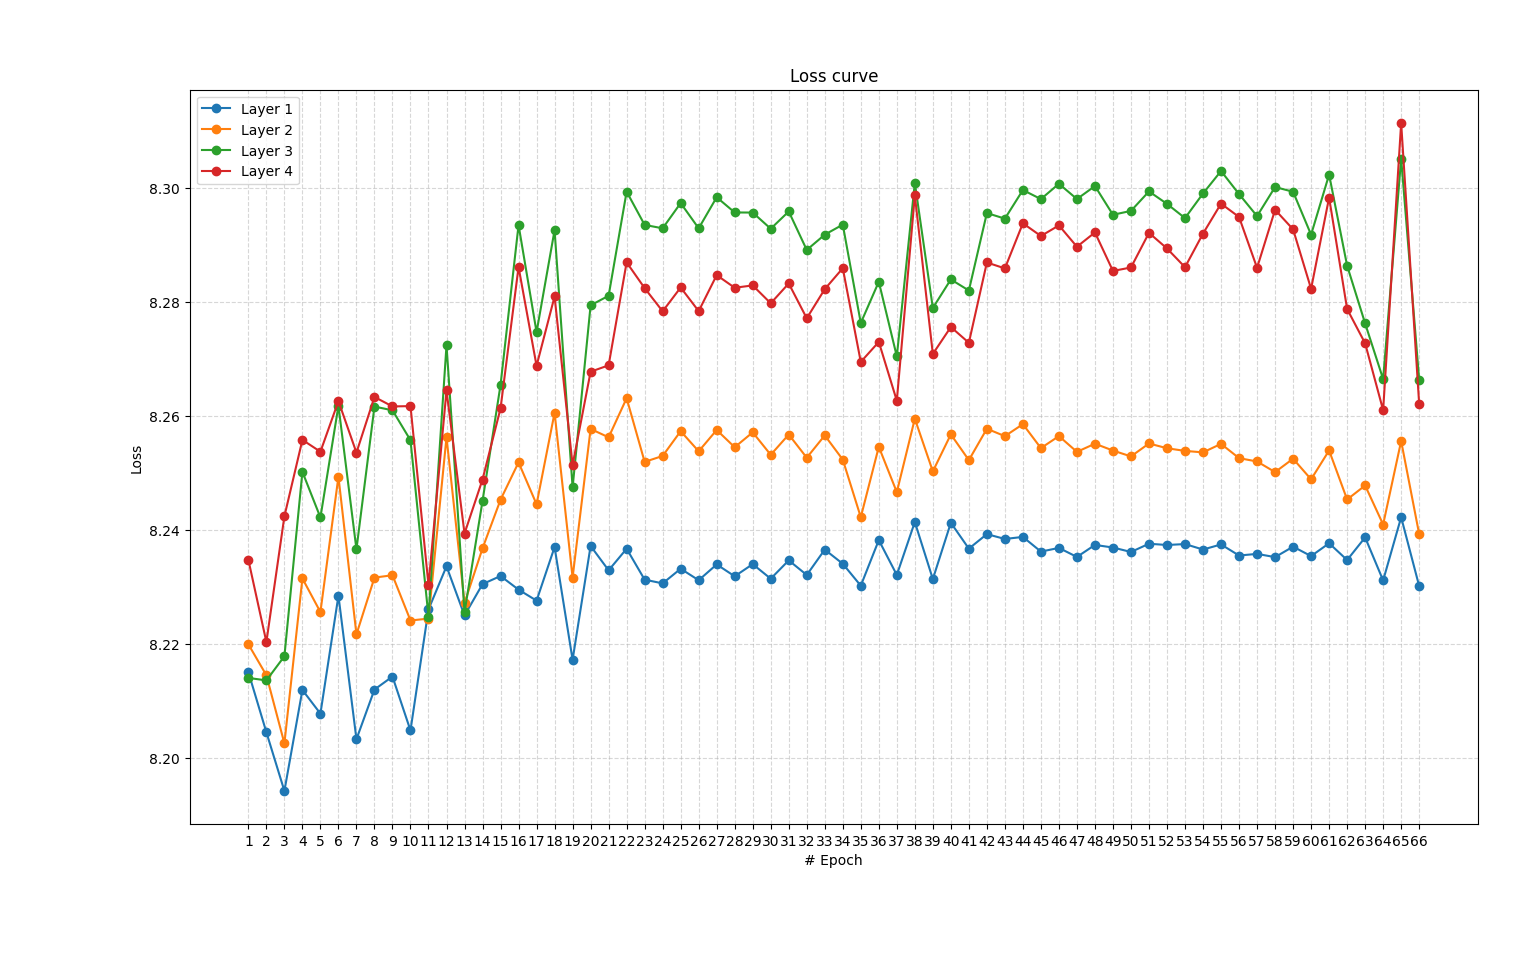 Loss curve
Layer 1
Layer 2
Layer 3
Layer 4
8.30
8.28
8.26
8.24
8.22
8.20
Loss
1 2 3 4 5 6 7 8 9 10 11 12 13 14 15 16 17 18 19 20 21 22 23 24 25 26 27 28 29 30 31 32 33 34 35 36 37 38 39 40 41 42 43 44 45 46 47 48 49 50 51 52 53 54 55 56 57 58 59 60 61 62 63 64 65 66
# Epoch